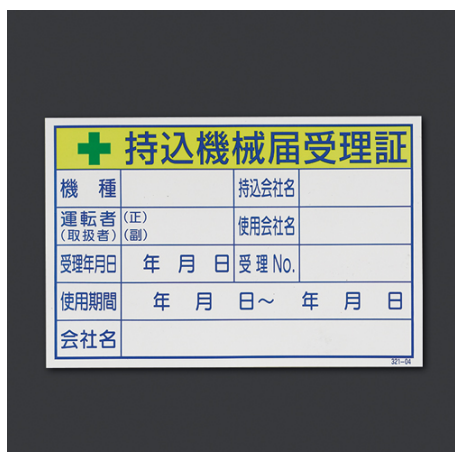 持込機械届受理証
機種 持込会社名
運転者 (正)
(取扱者) (副) 使用会社名
受理年月日 年 月 日 受理No.
使用期間 年 月 日～ 年 月 日
会社名
321-04